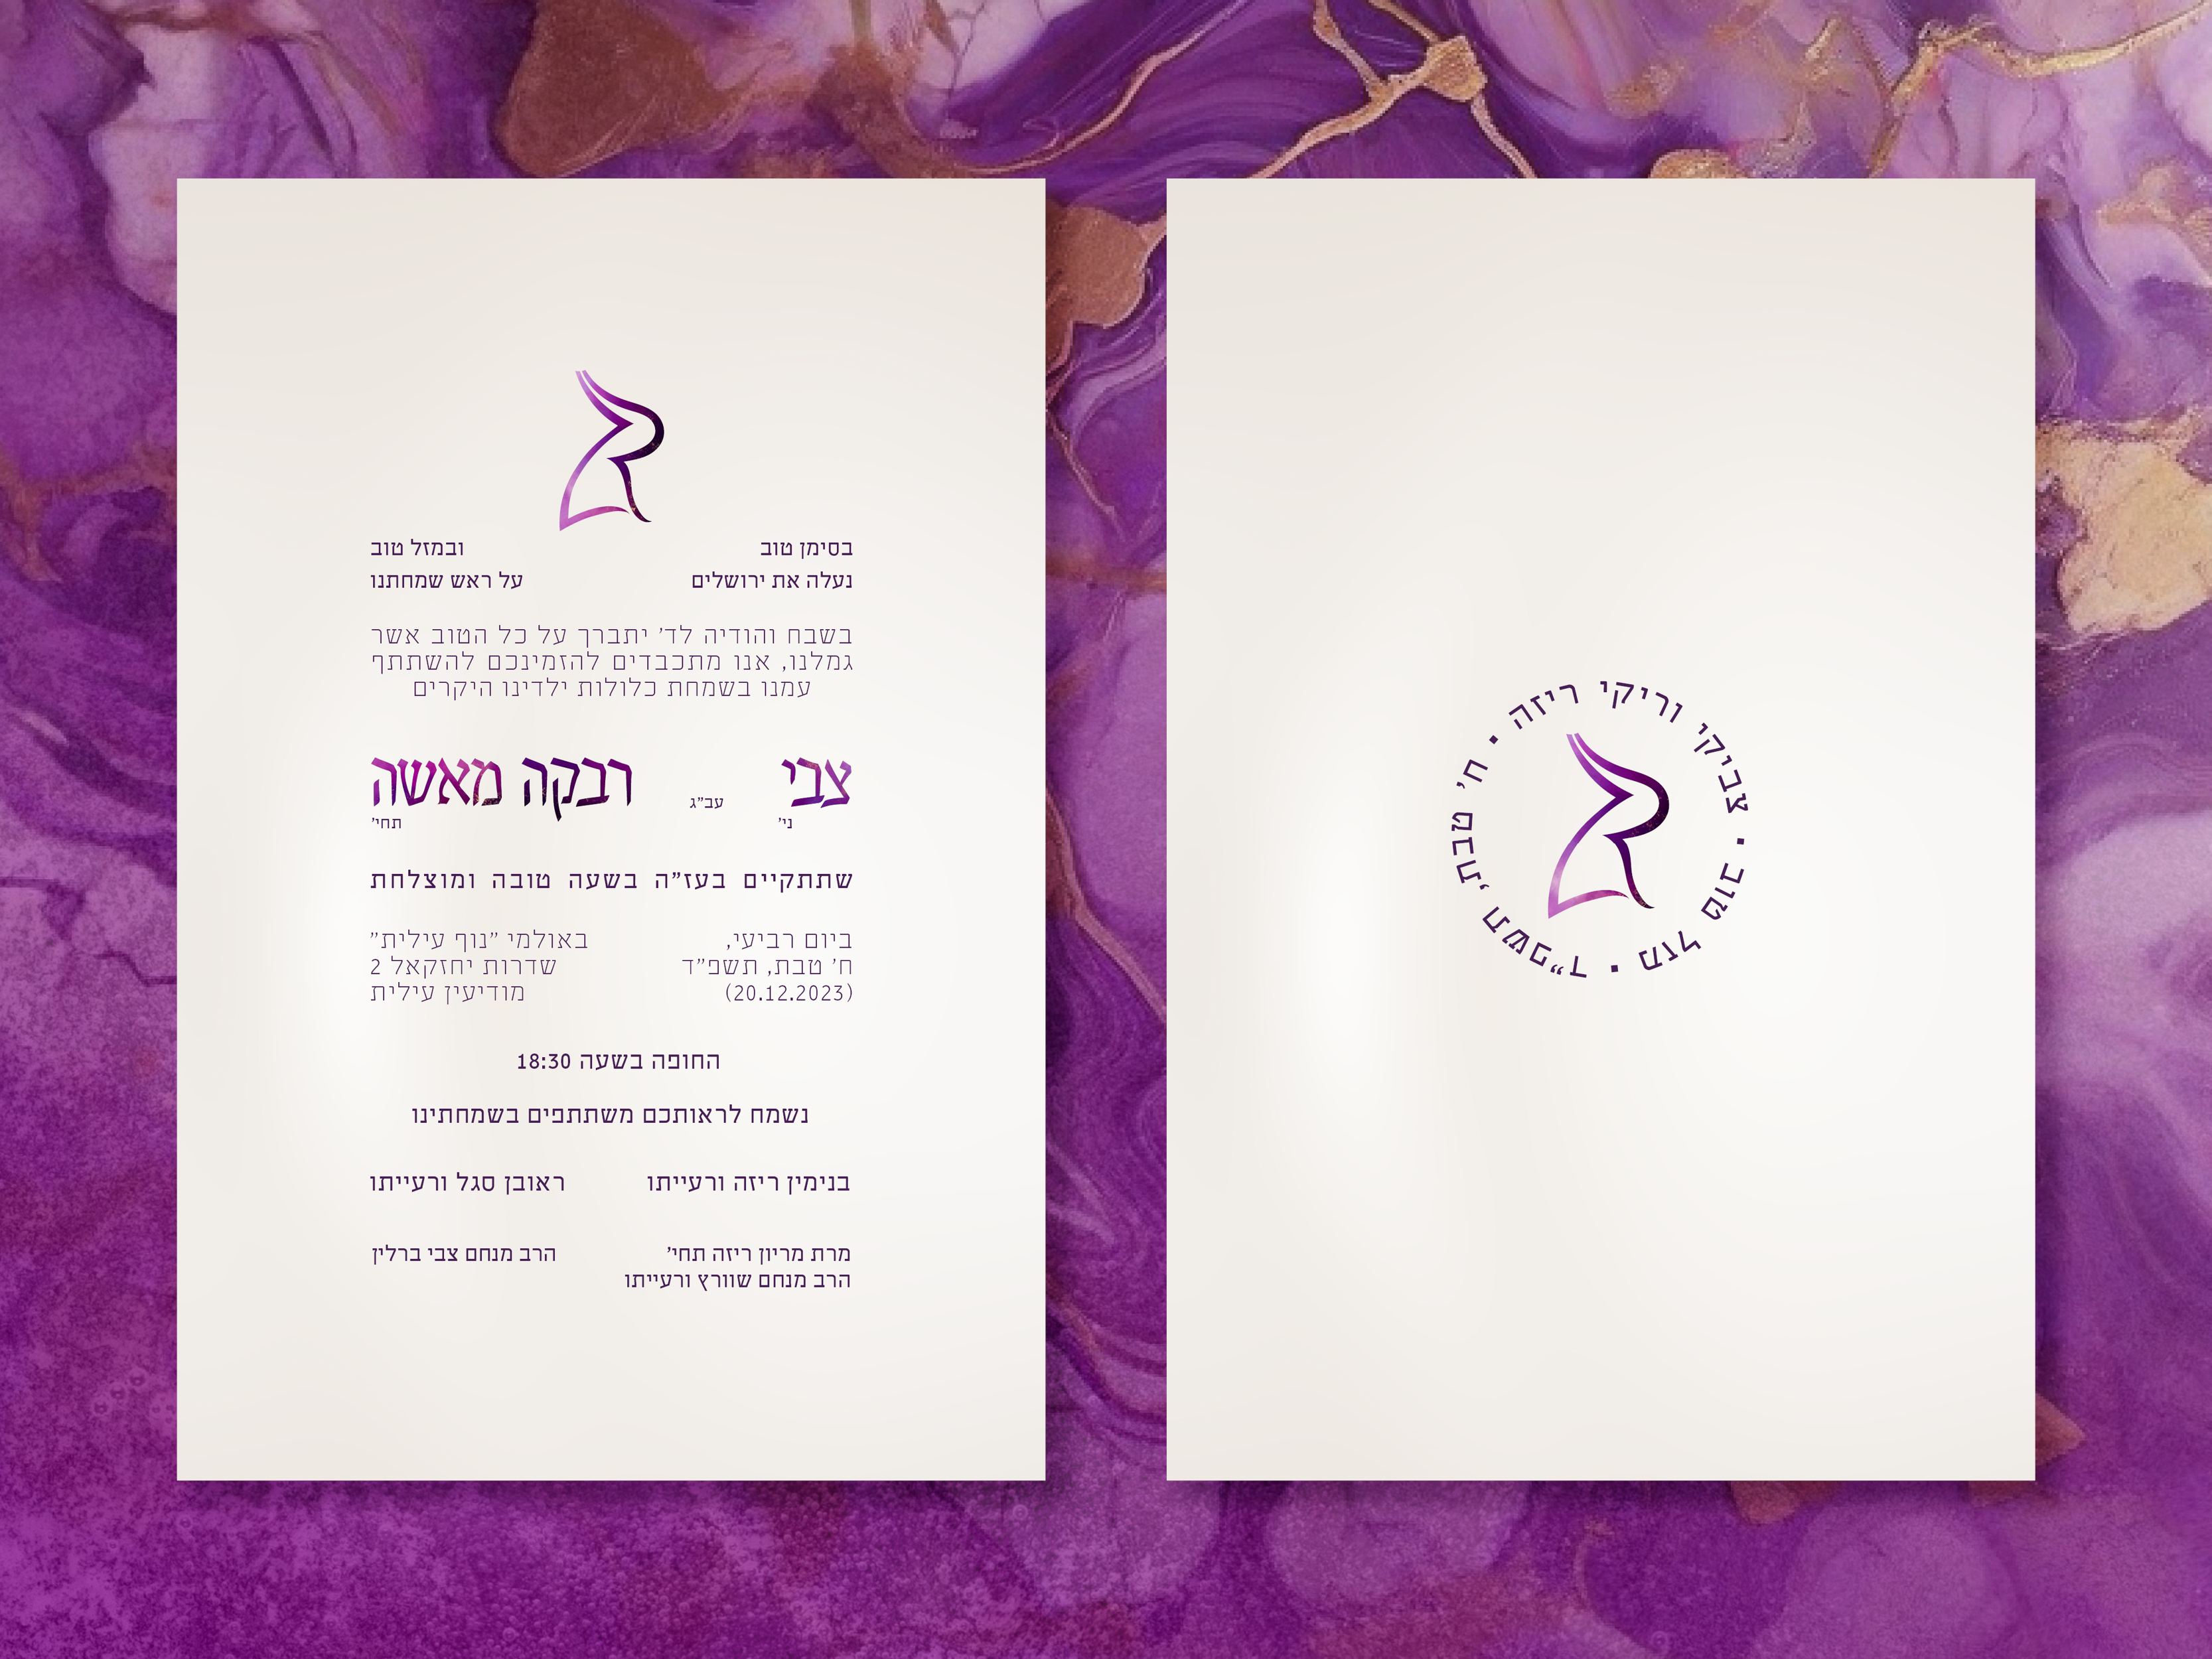 בסימן טוב ובמזל טוב
נעלה את ירושלים על ראש שמחתנו
בשבח והודיה לד' יתברך על כל הטוב אשר
גמלנו, אנו מתכבדים להזמינכם להשתתף
עמנו בשמחת כלולות ילדינו היקרים
צבי עב"ג רבקה מאשה
ני' תחי'
שתתקיים בעז"ה בשעה טובה ומוצלחת
ביום רביעי,
ח' טבת, תשפ"ד
(20.12.2023)
באולמי "נוף עילית"
שדרות יחזקאל 2
מודיעין עילית
החופה בשעה 18:30
נשמח לראותכם משתתפים בשמחתינו
בנימין ריזה ורעייתו
ראובן סגל ורעייתו
מרת מריון ריזה תחי'
הרב מנחם שוורץ ורעייתו
הרב מנחם צבי ברלין
צביקי וריקי ריזה • ח' טבת, תשפ"ד • מזל טוב •